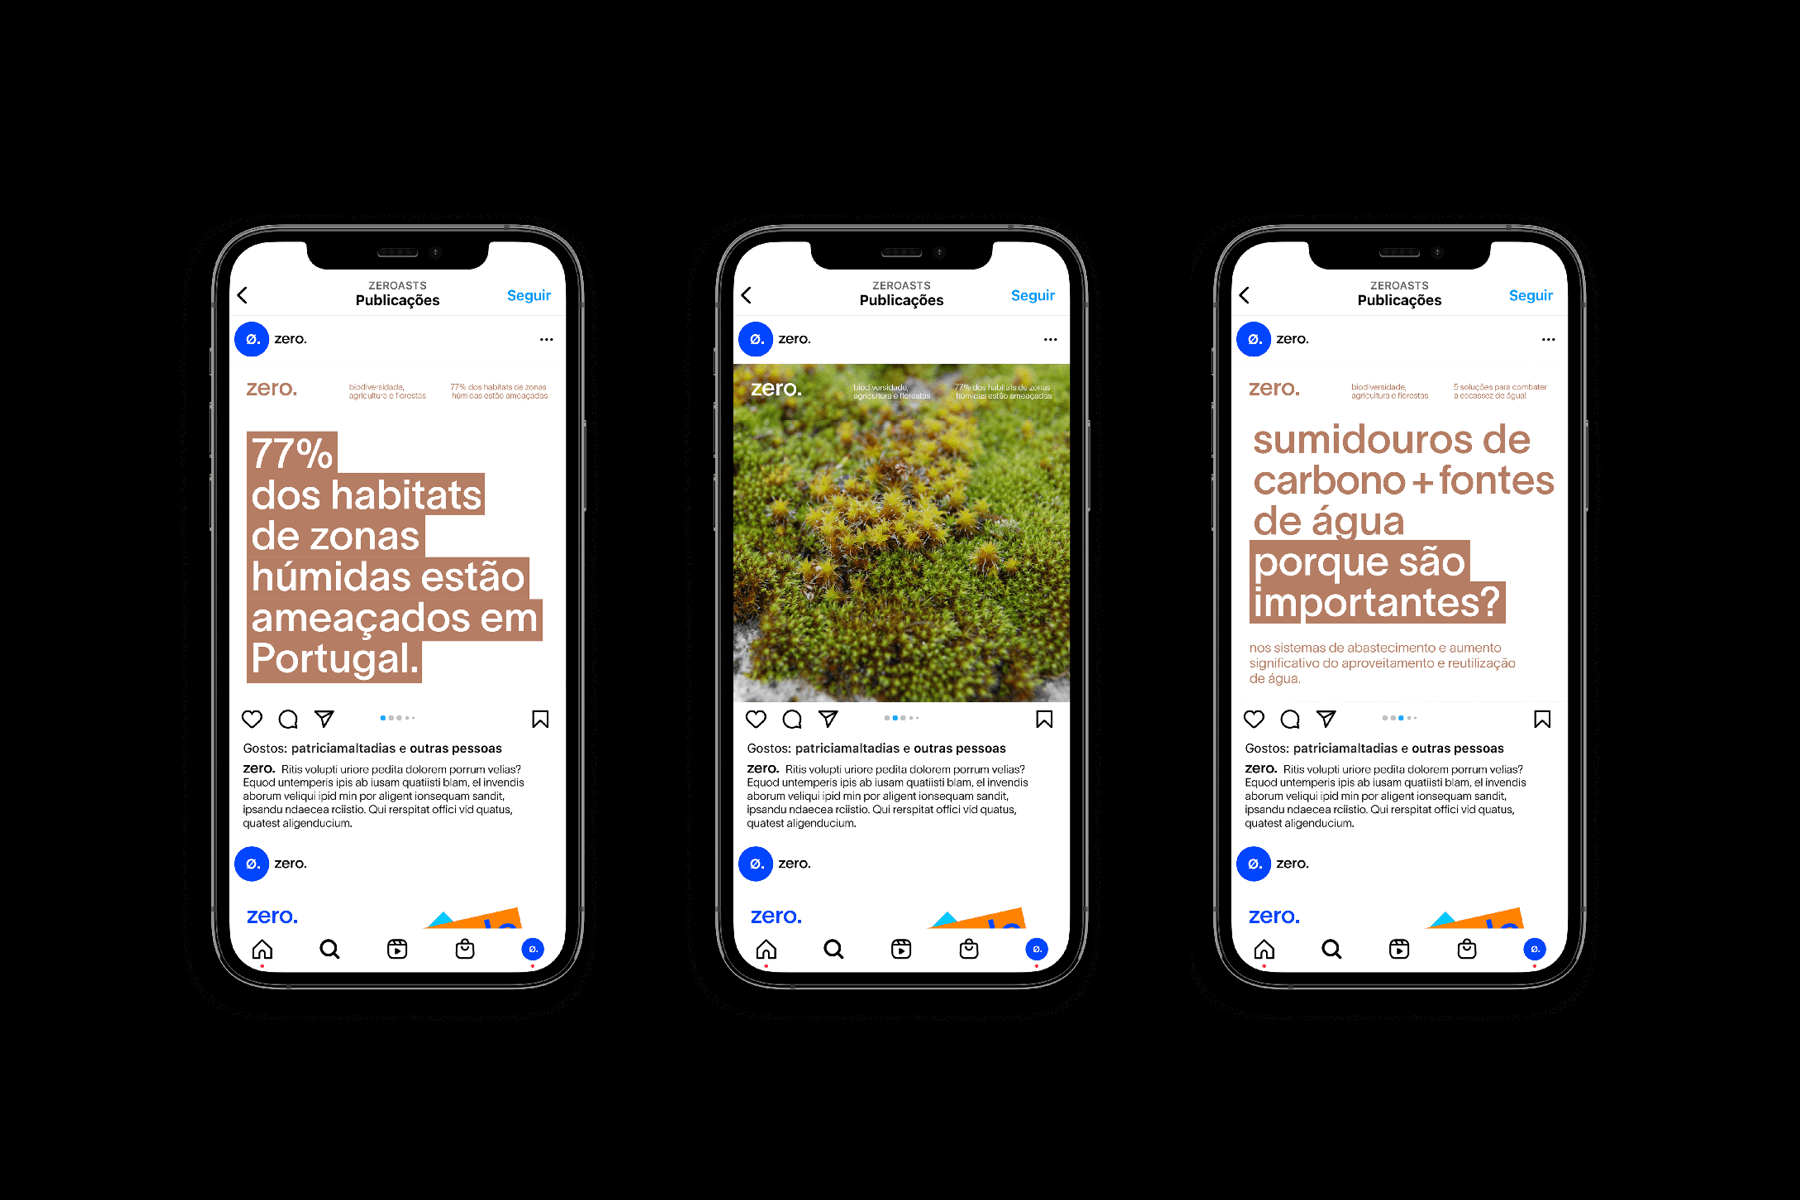 ZEROASTS
Publicações
Seguir
ø. zero.
zero.
biodiversidade,
agricultura e florestas
77% dos habitats de zonas
húmidas estão ameaçadas
77%
dos habitats
de zonas
húmidas estão
ameaçados em
Portugal.
Gostos: patriciamaltadias e outras pessoas
zero. Ritis volupti uriore pedita dolorem porrum velias?
Equod untemperis ipis ab iusam quatiisti blam, el invendis
aborum veliqui ipid min por aligent ionsequam sandit,
ipsandu ndaecea rciistio. Qui rerspitat offici vid quatus,
quatest aligenducium.
ø. zero.
zero.
ø.
ZEROASTS
Publicações
Seguir
ø. zero.
zero.
biodiversidade,
agricultura e florestas
77% dos habitats de zonas
húmidas estão ameaçadas
Gostos: patriciamaltadias e outras pessoas
zero. Ritis volupti uriore pedita dolorem porrum velias?
Equod untemperis ipis ab iusam quatiisti blam, el invendis
aborum veliqui ipid min por aligent ionsequam sandit,
ipsandu ndaecea rciistio. Qui rerspitat offici vid quatus,
quatest aligenducium.
ø. zero.
zero.
ø.
ZEROASTS
Publicações
Seguir
ø. zero.
zero.
biodiversidade,
agricultura e florestas
5 soluções para combater
a escassez de água!
sumidouros de
carbono + fontes
de água
porque são
importantes?
nos sistemas de abastecimento e aumento
significativo do aproveitamento e reutilização
de água.
Gostos: patriciamaltadias e outras pessoas
zero. Ritis volupti uriore pedita dolorem porrum velias?
Equod untemperis ipis ab iusam quatiisti blam, el invendis
aborum veliqui ipid min por aligent ionsequam sandit,
ipsandu ndaecea rciistio. Qui rerspitat offici vid quatus,
quatest aligenducium.
ø. zero.
zero.
ø.